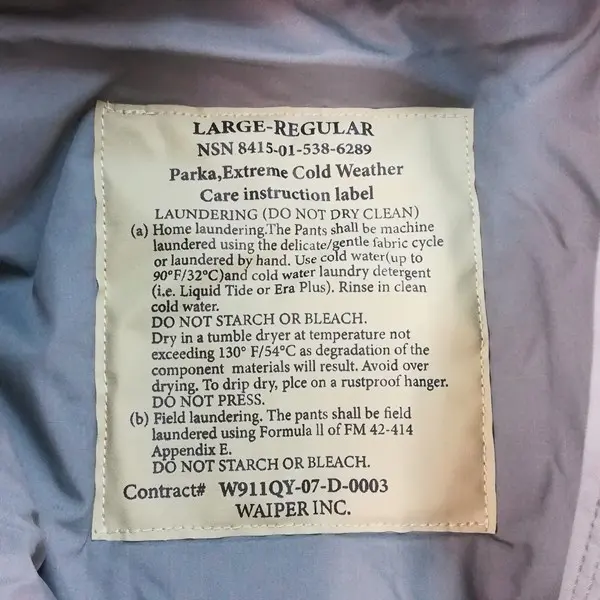 LARGE-REGULAR
NSN 8415-01-538-6289
Parka,Extreme Cold Weather
Care instruction label
LAUNDERING (DO NOT DRY CLEAN)
(a) Home laundering.The Pants shall be machine
laundered using the delicate/gentle fabric cycle
or laundered by hand. Use cold water(up to
90°F/32°C)and cold water laundry detergent
(i.e. Liquid Tide or Era Plus). Rinse in clean
cold water.
DO NOT STARCH OR BLEACH.
Dry in a tumble dryer at temperature not
exceeding 130° F/54°C as degradation of the
component materials will result. Avoid over
drying. To drip dry, plce on a rustproof hanger.
DO NOT PRESS.
(b) Field laundering. The pants shall be field
laundered using Formula ll of FM 42-414
Appendix E.
DO NOT STARCH OR BLEACH.
Contract# W911QY-07-D-0003
WAIPER INC.